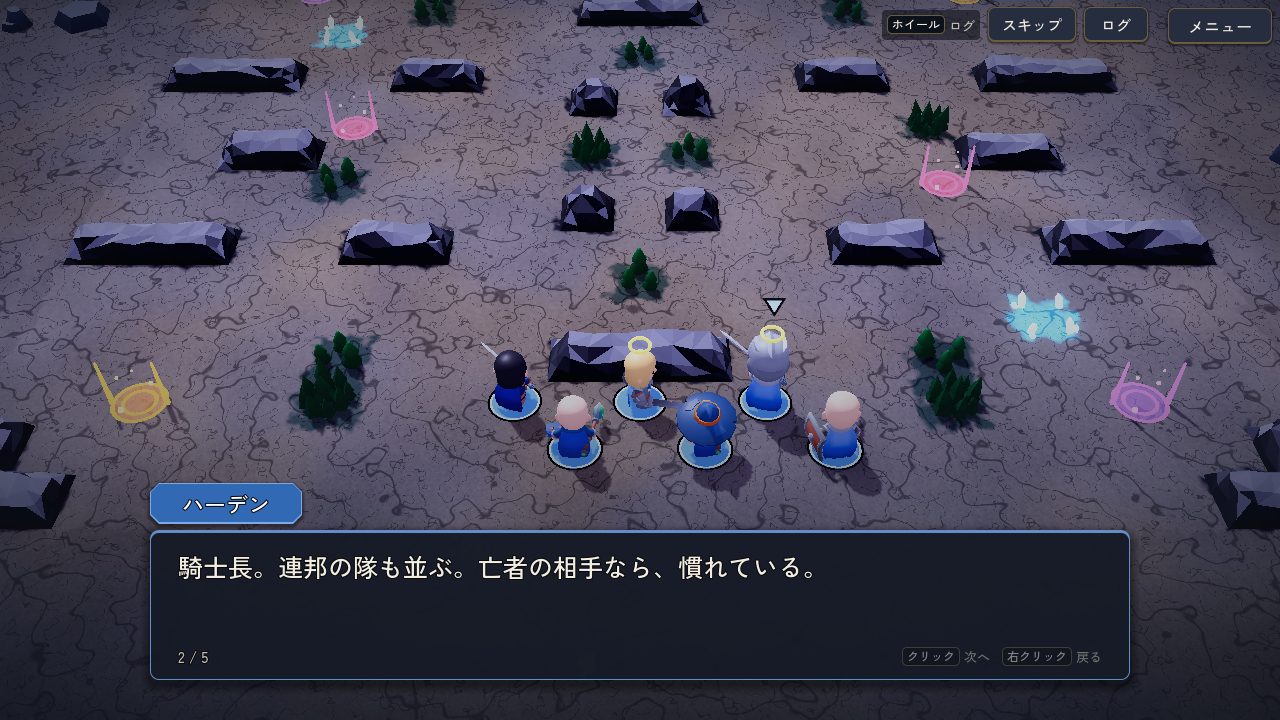 ホイール ログ スキップ ログ メニュー
ハーデン
騎士長。連邦の隊も並ぶ。亡者の相手なら、慣れている。
2 / 5
クリック 次へ 右クリック 戻る